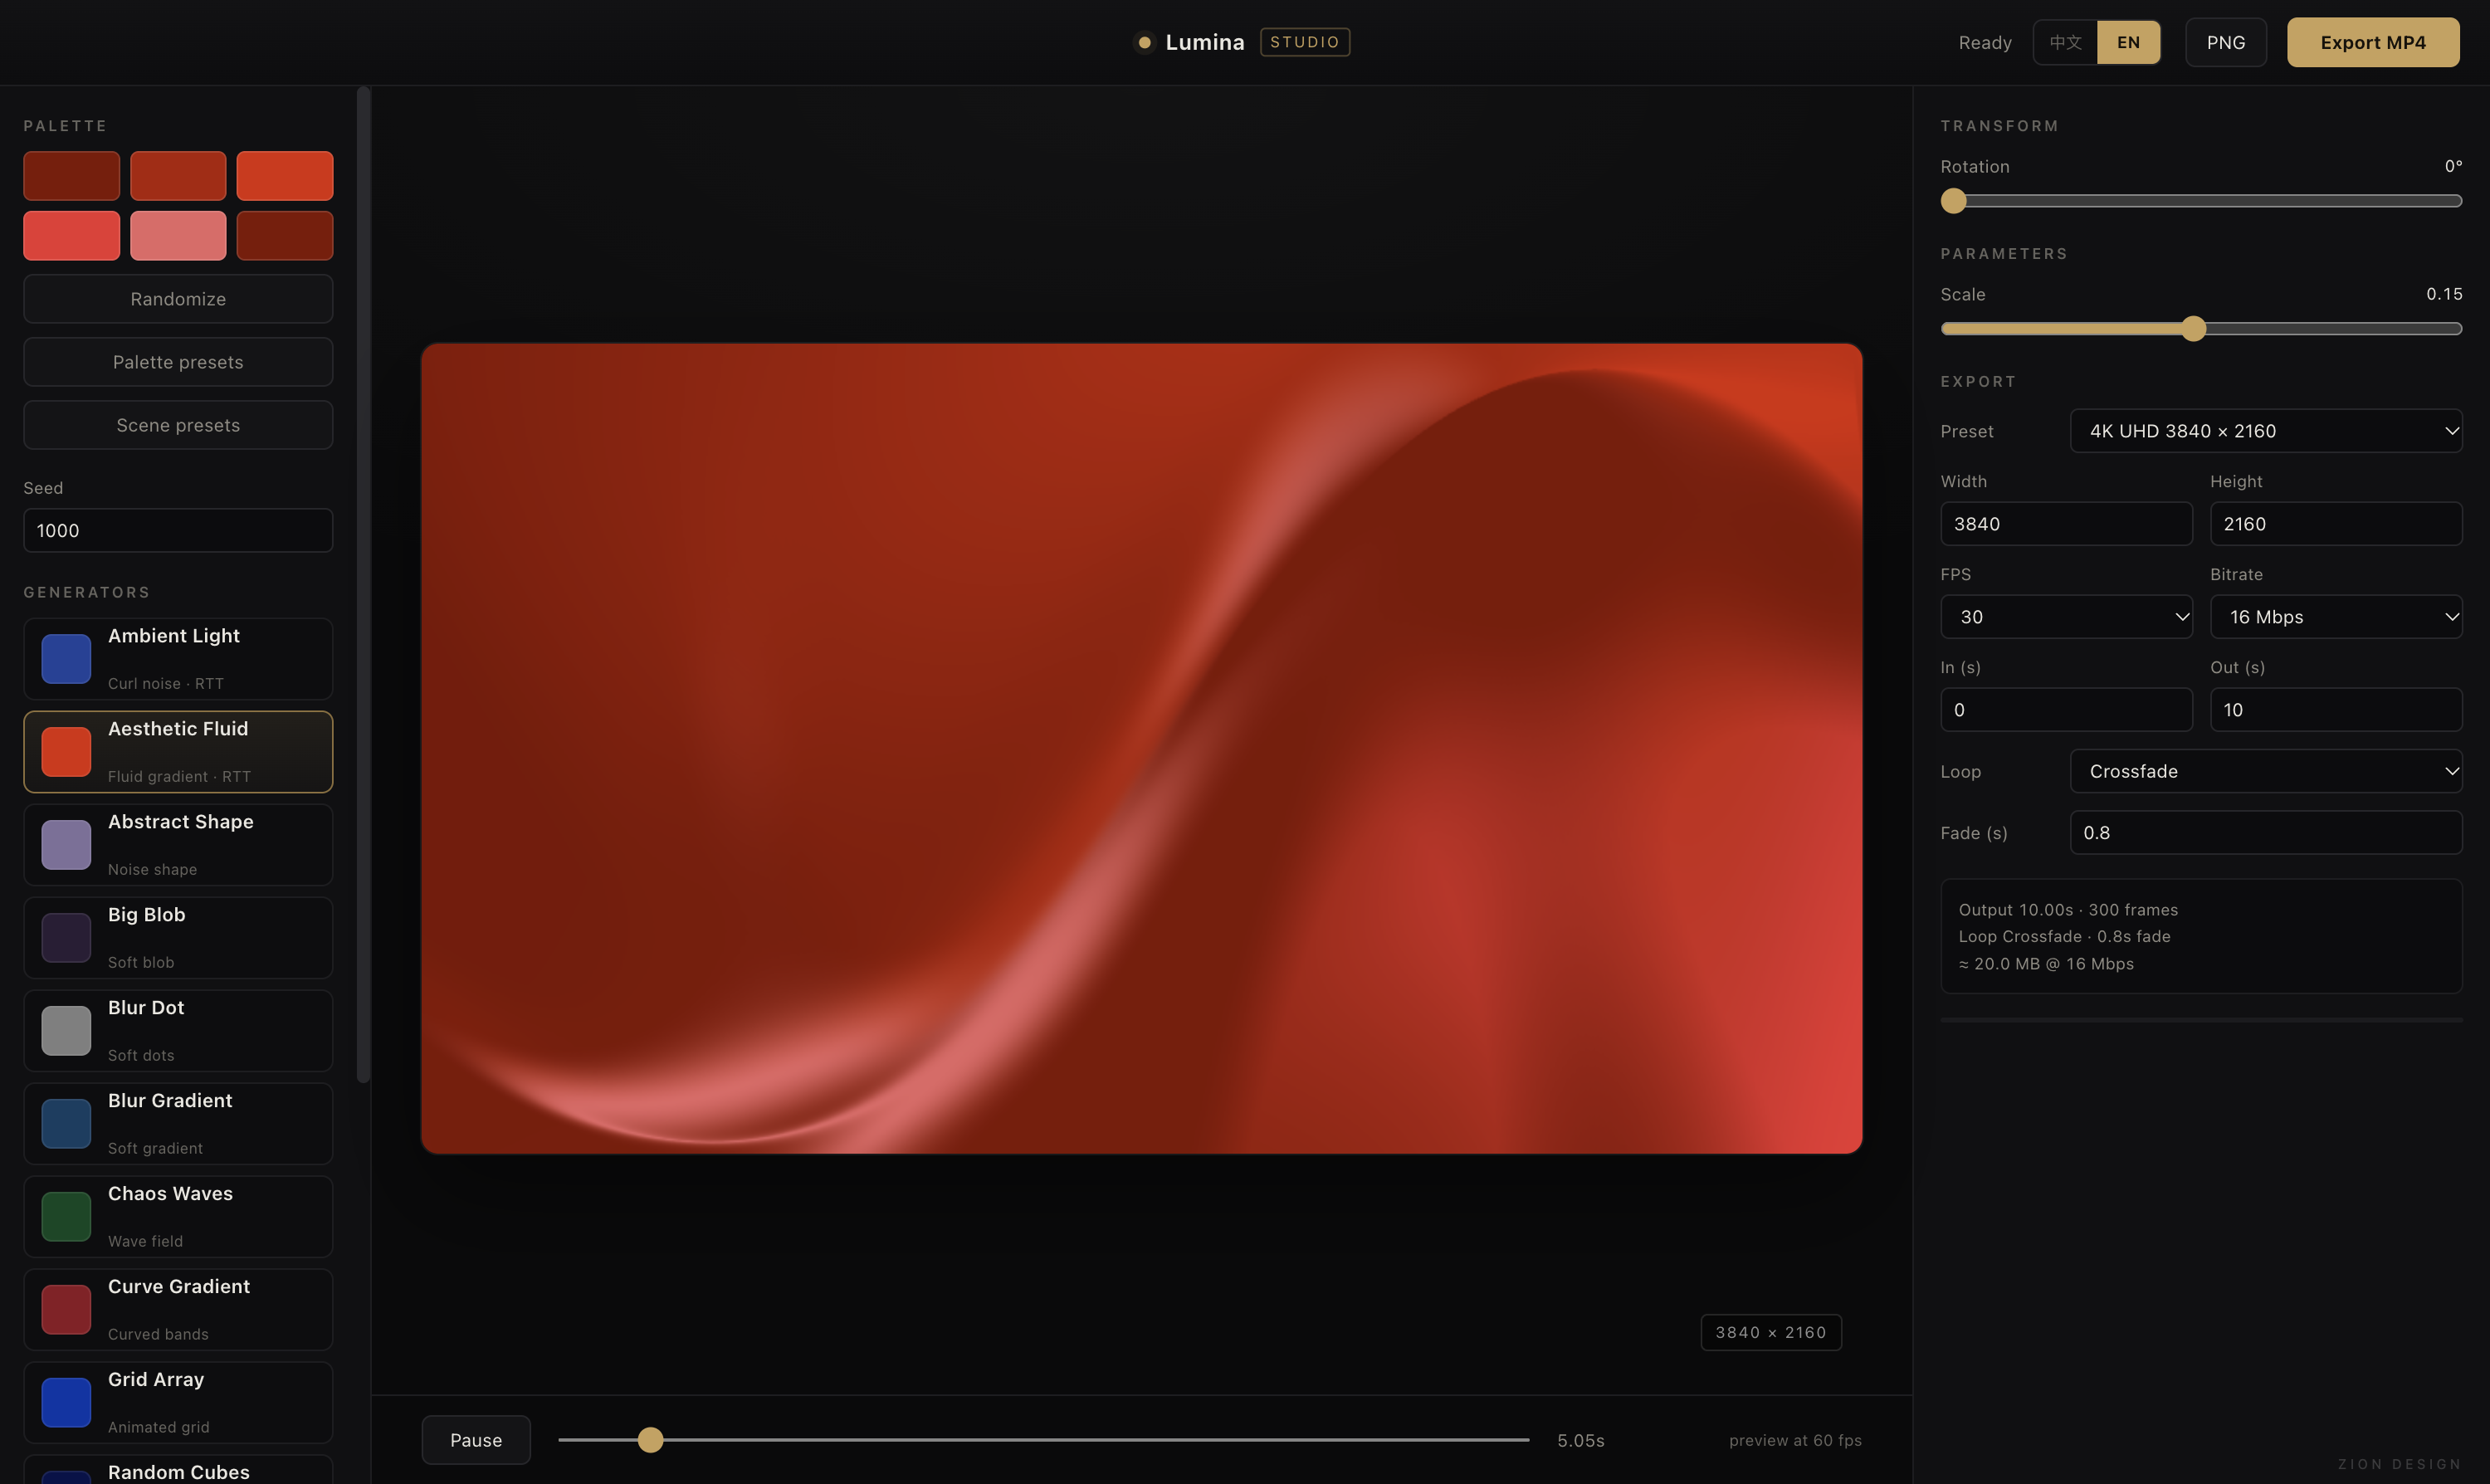 Lumina STUDIO
Ready
中文 EN
PNG
Export MP4
PALETTE
Randomize
Palette presets
Scene presets
Seed
1000
GENERATORS
Ambient Light
Curl noise · RTT
Aesthetic Fluid
Fluid gradient · RTT
Abstract Shape
Noise shape
Big Blob
Soft blob
Blur Dot
Soft dots
Blur Gradient
Soft gradient
Chaos Waves
Wave field
Curve Gradient
Curved bands
Grid Array
Animated grid
Random Cubes
3840 × 2160
Pause
5.05s
preview at 60 fps
TRANSFORM
Rotation 0°
PARAMETERS
Scale 0.15
EXPORT
Preset 4K UHD 3840 × 2160
Width Height
3840 2160
FPS Bitrate
30 16 Mbps
In (s) Out (s)
0 10
Loop Crossfade
Fade (s) 0.8
Output 10.00s · 300 frames
Loop Crossfade · 0.8s fade
≈ 20.0 MB @ 16 Mbps
ZION DESIGN